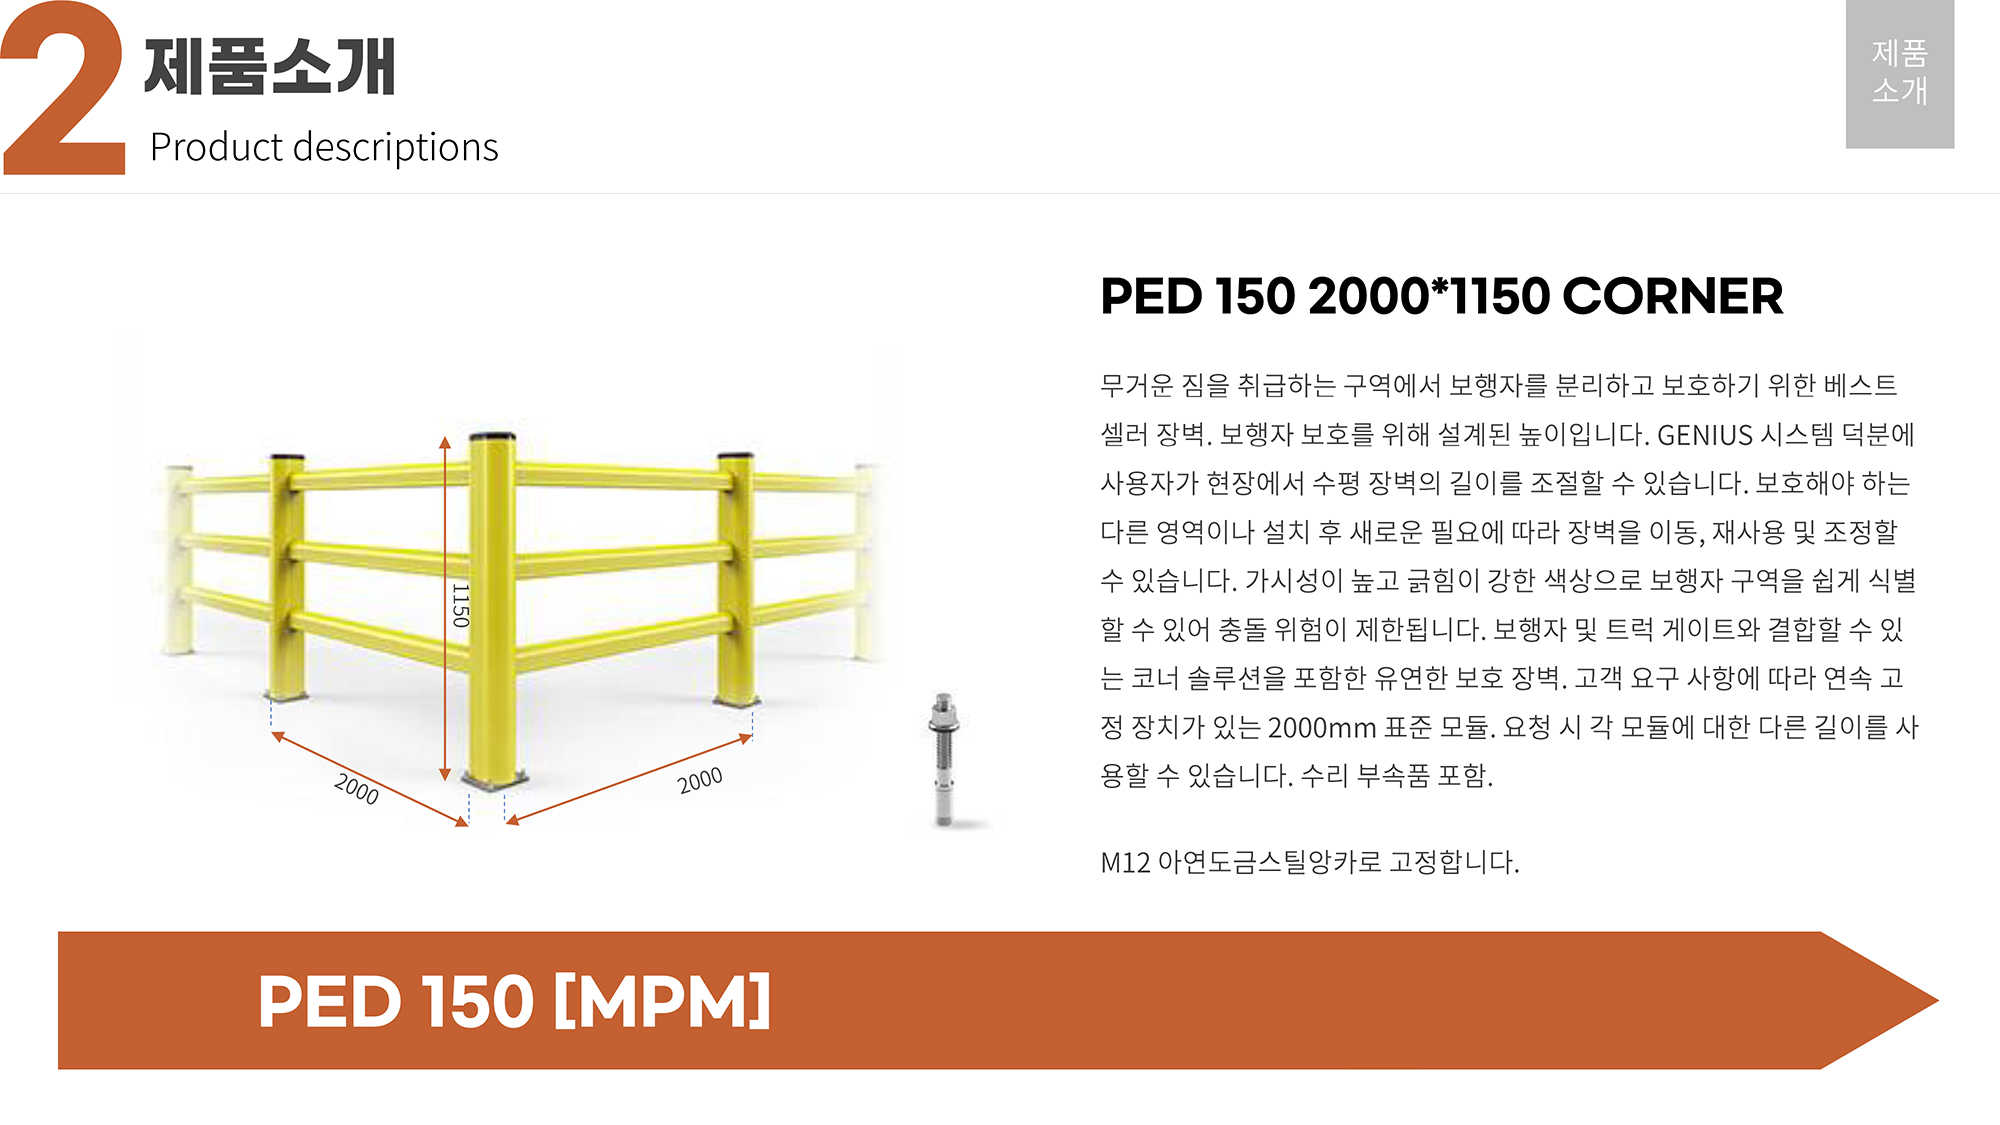 2
제품소개
Product descriptions
제품
소개
PED 150 2000*1150 CORNER
무거운 짐을 취급하는 구역에서 보행자를 분리하고 보호하기 위한 베스트
셀러 장벽. 보행자 보호를 위해 설계된 높이입니다. GENIUS 시스템 덕분에
사용자가 현장에서 수평 장벽의 길이를 조절할 수 있습니다. 보호해야 하는
다른 영역이나 설치 후 새로운 필요에 따라 장벽을 이동, 재사용 및 조정할
수 있습니다. 가시성이 높고 긁힘이 강한 색상으로 보행자 구역을 쉽게 식별
할 수 있어 충돌 위험이 제한됩니다. 보행자 및 트럭 게이트와 결합할 수 있
는 코너 솔루션을 포함한 유연한 보호 장벽. 고객 요구 사항에 따라 연속 고
정 장치가 있는 2000mm 표준 모듈. 요청 시 각 모듈에 대한 다른 길이를 사
용할 수 있습니다. 수리 부속품 포함.
M12 아연도금스틸앙카로 고정합니다.
1150
2000
2000
PED 150 [MPM]